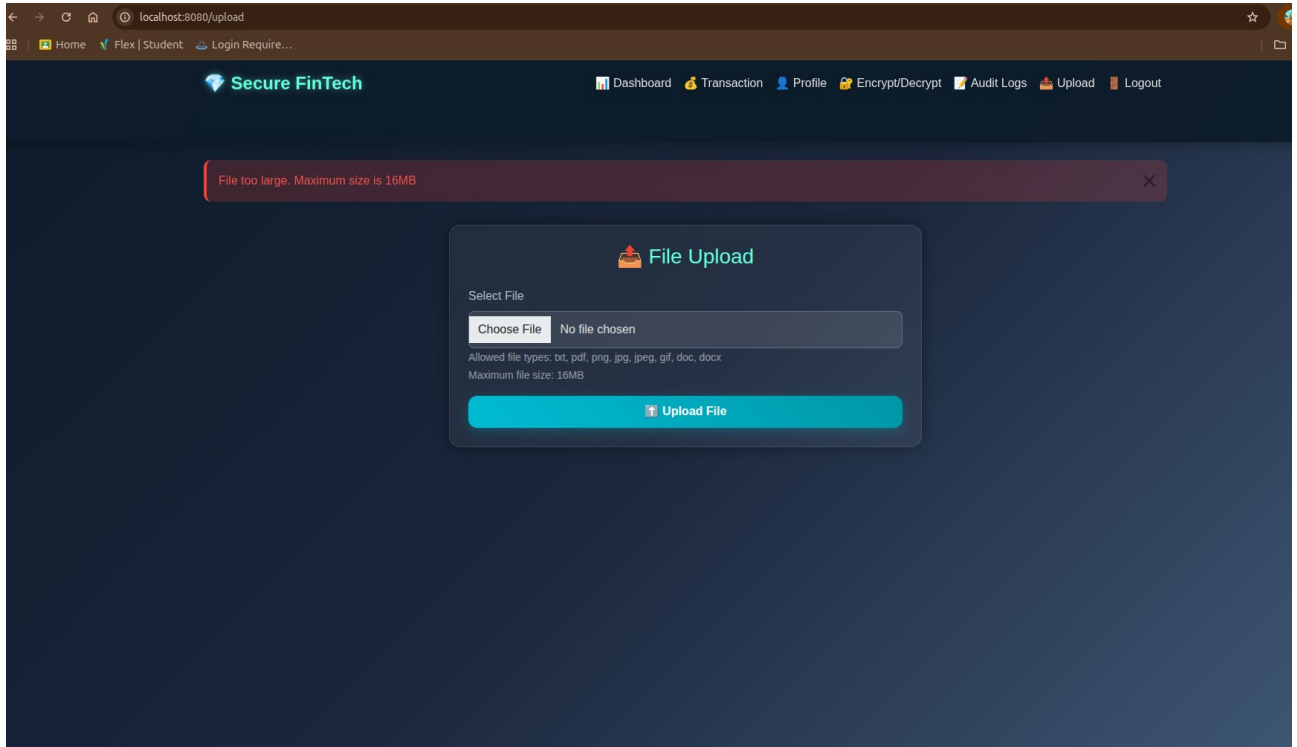 localhost:8080/upload
Home Flex | Student Login Require...
Secure FinTech Dashboard Transaction Profile Encrypt/Decrypt Audit Logs Upload Logout
File too large. Maximum size is 16MB
File Upload
Select File
Choose File No file chosen
Allowed file types: txt, pdf, png, jpg, jpeg, gif, doc, docx
Maximum file size: 16MB
Upload File